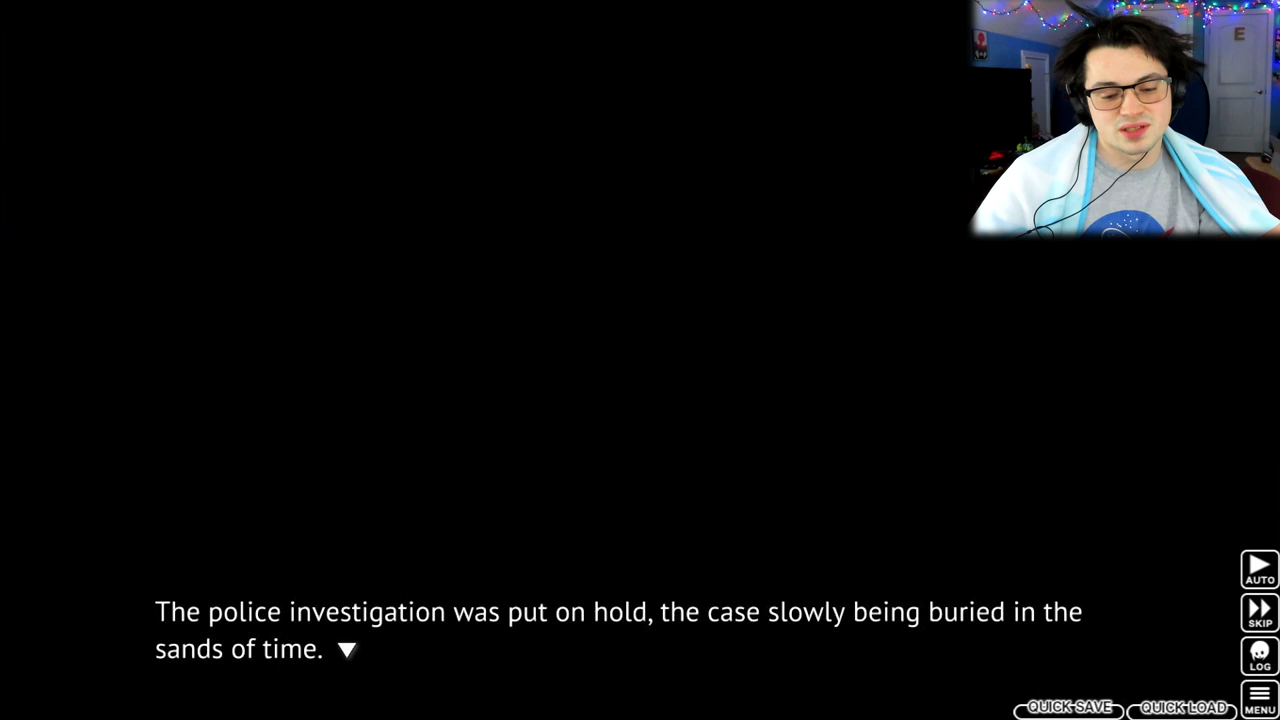 E
The police investigation was put on hold, the case slowly being buried in the
sands of time.
AUTO
SKIP
LOG
MENU
QUICK SAVE
QUICK LOAD